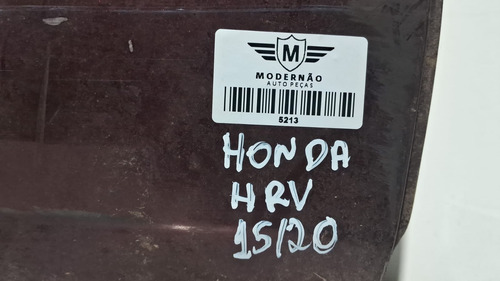 M
MODERNÃO
AUTO PEÇAS
5213
HONDA
HRV
15/20